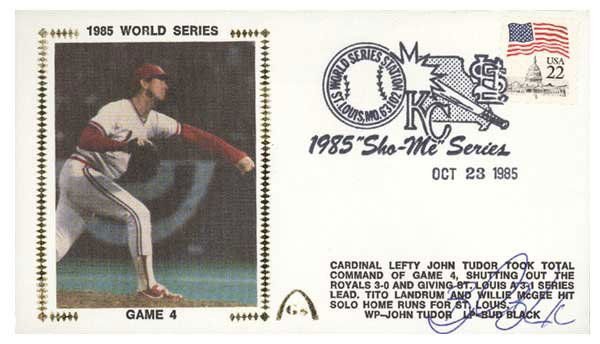 1985 WORLD SERIES
GAME 4
WORLD SERIES STATION
ST. LOUIS, MO. 63102
KC
STL
1985 "Sho-Me" Series
OCT 23 1985
USA
22
CARDINAL LEFTY JOHN TUDOR TOOK TOTAL
COMMAND OF GAME 4, SHUTTING OUT THE
ROYALS 3-0 AND GIVING ST. LOUIS A 3-1 SERIES
LEAD. TITO LANDRUM AND WILLIE McGEE HIT
SOLO HOME RUNS FOR ST. LOUIS.
WP-JOHN TUDOR LP-BUD BLACK